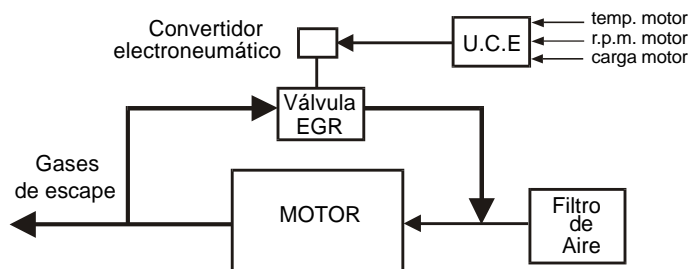 Convertidor
electroneumático
U.C.E
temp. motor
r.p.m. motor
carga motor
Válvula
EGR
Gases
de escape
MOTOR
Filtro
de
Aire